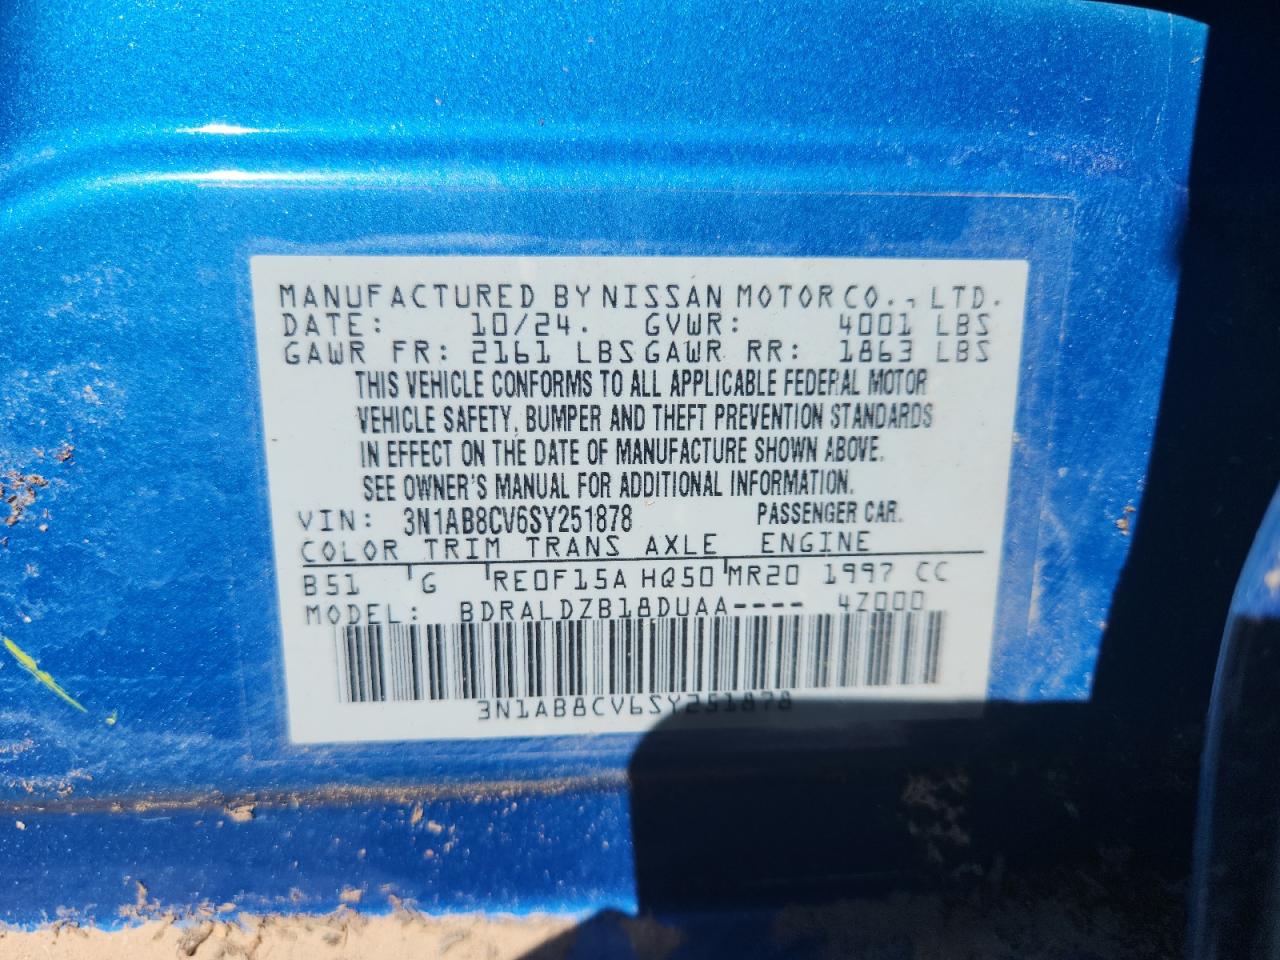 MANUFACTURED BY NISSAN MOTOR CO., LTD.
DATE: 10/24. GVWR: 4001 LBS
GAWR FR: 2161 LBS GAWR RR: 1863 LBS
THIS VEHICLE CONFORMS TO ALL APPLICABLE FEDERAL MOTOR
VEHICLE SAFETY, BUMPER AND THEFT PREVENTION STANDARDS
IN EFFECT ON THE DATE OF MANUFACTURE SHOWN ABOVE.
SEE OWNER'S MANUAL FOR ADDITIONAL INFORMATION.
VIN: 3N1AB8CV6SY251878 PASSENGER CAR.
COLOR TRIM TRANS AXLE ENGINE
B51 G RE0F15A HQ50 MR20 1997 CC
MODEL: BDRALDZB18DUAA---- 4Z000
3N1AB8CV6SY251878